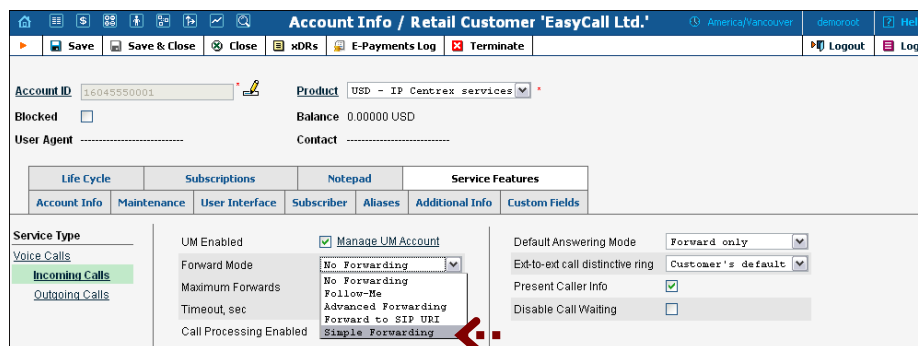 Account Info / Retail Customer 'EasyCall Ltd.' America/Vancouver demoroot Hel
Save Save & Close Close xDRs E-Payments Log Terminate Logout Log
Account ID 16045550001 * Product USD - IP Centrex services *
Blocked Balance 0.00000 USD
User Agent ---------------------------- Contact ----------------------------
Life Cycle Subscriptions Notepad Service Features
Account Info Maintenance User Interface Subscriber Aliases Additional Info Custom Fields
Service Type UM Enabled Manage UM Account Default Answering Mode Forward only
Voice Calls Forward Mode No Forwarding Ext-to-ext call distinctive ring Customer's default
Incoming Calls Maximum Forwards No Forwarding Present Caller Info
Outgoing Calls Follow-Me
Timeout, sec Advanced Forwarding Disable Call Waiting
Forward to SIP URI
Call Processing Enabled Simple Forwarding